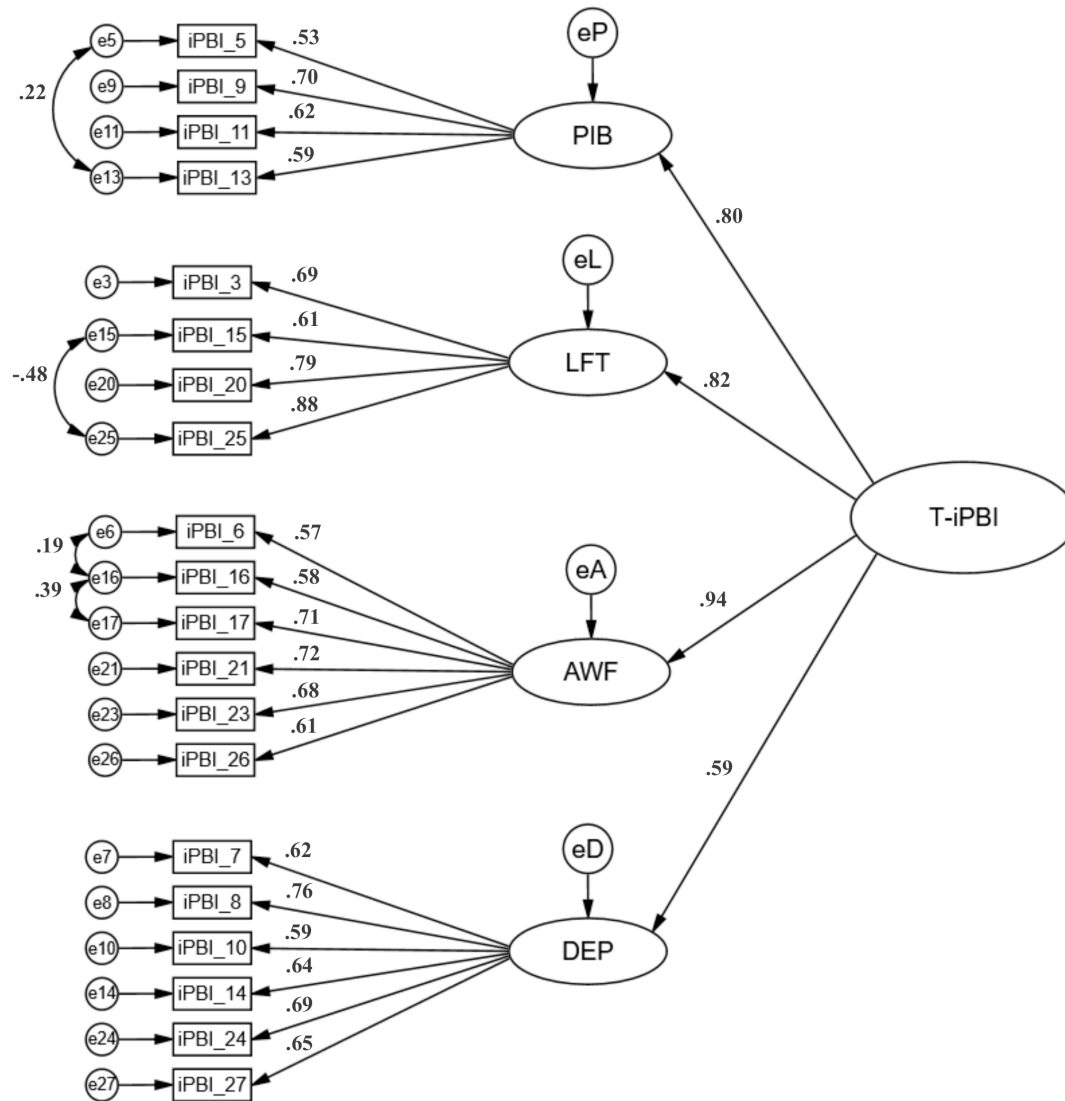 eP
e5 iPBI_5 .53
e9 iPBI_9 .70
.22
e11 iPBI_11 .62
PIB
e13 iPBI_13 .59
.80
eL
e3 iPBI_3 .69
e15 iPBI_15 .61
-.48
e20 iPBI_20 .79
LFT
.82
e25 iPBI_25 .88
T-iPBI
e6 iPBI_6 .57
.19
e16 iPBI_16 .58
eA
.39
.94
e17 iPBI_17 .71
e21 iPBI_21 .72
AWF
e23 iPBI_23 .68
e26 iPBI_26 .61
.59
eD
e7 iPBI_7 .62
e8 iPBI_8 .76
e10 iPBI_10 .59
DEP
e14 iPBI_14 .64
e24 iPBI_24 .69
e27 iPBI_27 .65